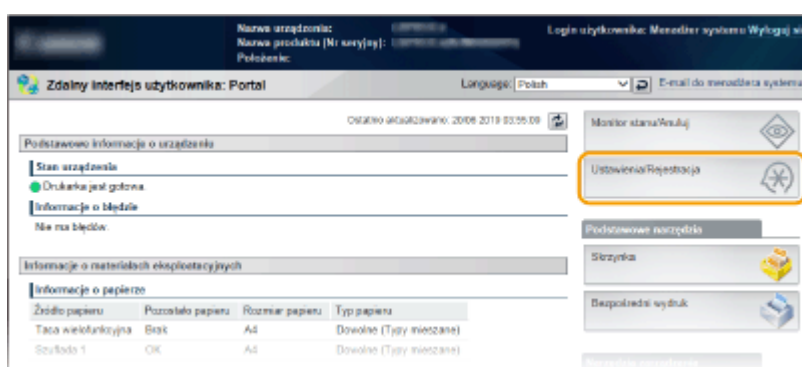 Nazwa urządzenia:
Nazwa produktu [Nr seryjny]:
Położenie:
Login użytkownika: Menedżer systemu Wyloguj się
Zdalny interfejs użytkownika: Portal
Language: Polish
E-mail do menadżera systemu
Ostatnio aktualizowano: 20/06 2019 03:55:09
Podstawowe informacje o urządzeniu
Stan urządzenia
Drukarka jest gotowa.
Informacje o błędzie
Nie ma błędów.
Informacje o materiałach eksploatacyjnych
Informacje o papierze
Źródło papieru Pozostało papieru Rozmiar papieru Typ papieru
Taca wielofunkcyjna Brak A4 Dowolne (Typy mieszane)
Szuflada 1 OK A4 Dowolne (Typy mieszane)
Monitor stanu/Anuluj
Ustawienia/Rejestracja
Podstawowe narzędzia
Skrzynka
Bezpośredni wydruk